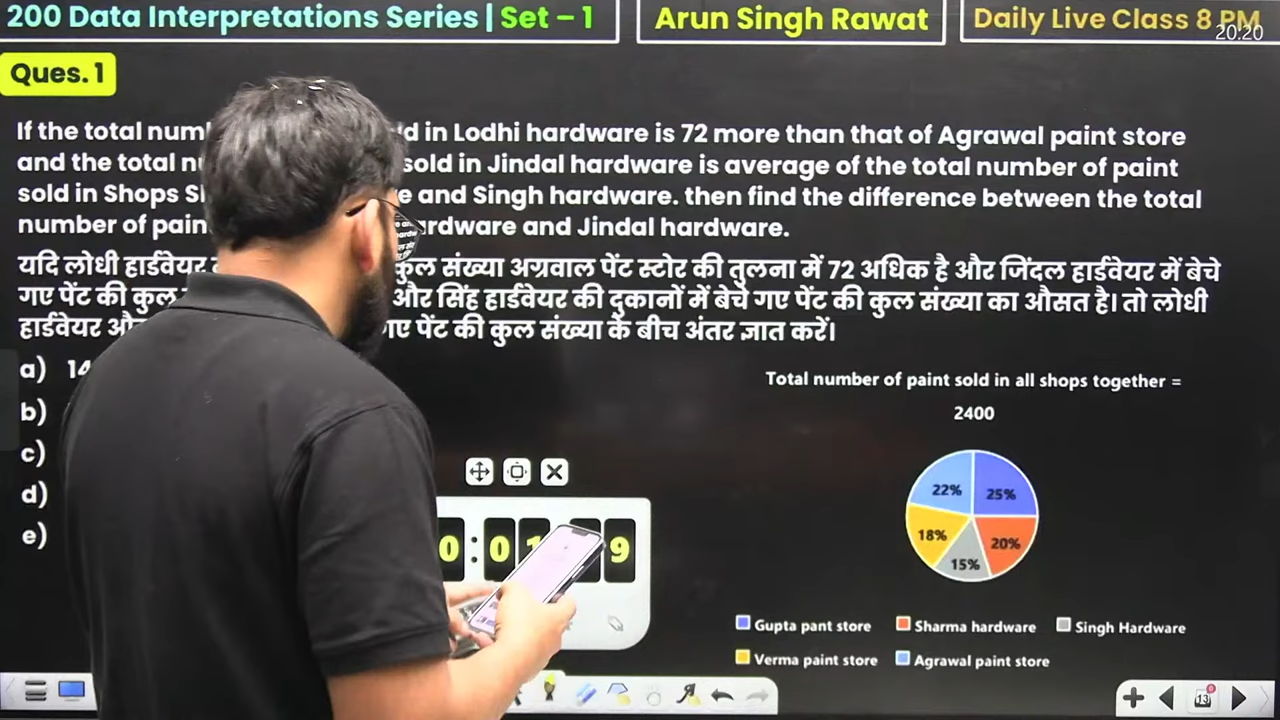 200 Data Interpretations Series | Set – 1
Arun Singh Rawat
Daily Live Class 8 PM
20:20
Ques. 1
If the total in Lodhi hardware is 72 more than that of Agrawal paint store
and the total sold in Jindal hardware is average of the total number of paint
sold in Shops and Singh hardware. then find the difference between the total
number of and Jindal hardware.
यदि लोधी हार्डवेयर कुल संख्या अग्रवाल पेंट स्टोर की तुलना में 72 अधिक है और जिंदल हार्डवेयर में बेचे
गए पेंट की कुल और सिंह हार्डवेयर की दुकानों में बेचे गए पेंट की कुल संख्या का औसत है। तो लोधी
हार्डवेयर पेंट की कुल संख्या के बीच अंतर ज्ञात करें।
a)
b)
c)
d)
e)
Total number of paint sold in all shops together =
2400
22%
25%
18%
20%
15%
Gupta pant store
Sharma hardware
Singh Hardware
Verma paint store
Agrawal paint store